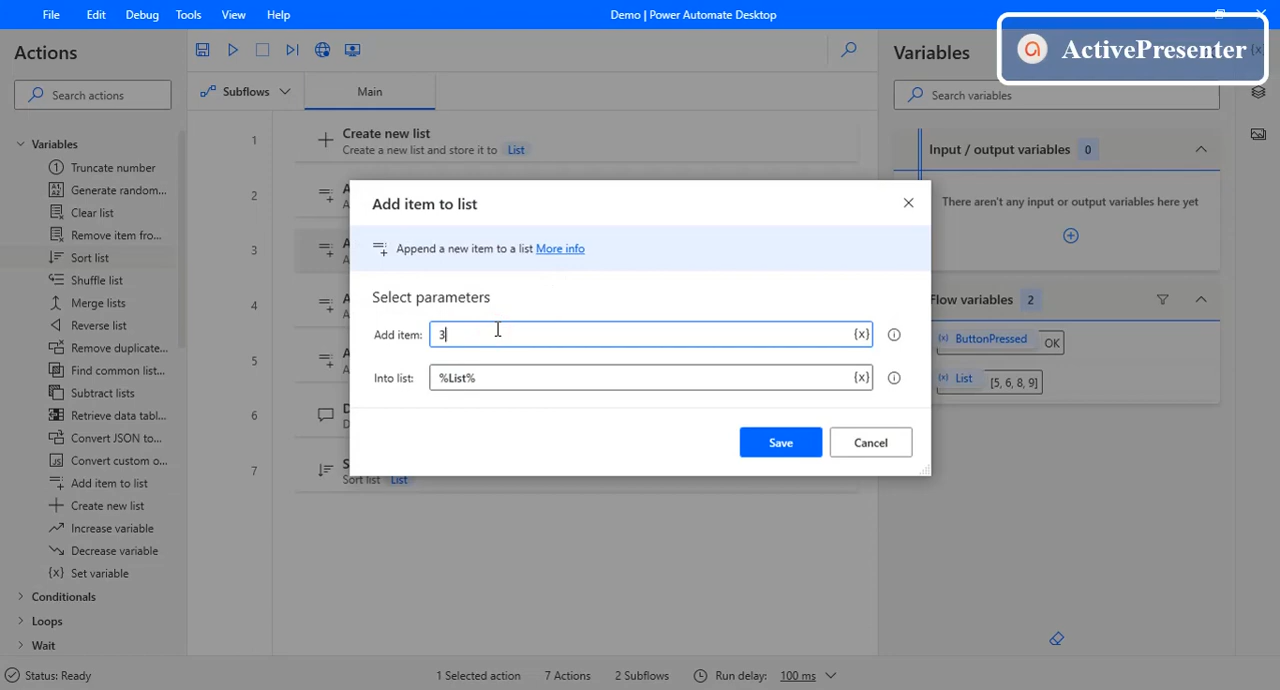 File Edit Debug Tools View Help
Demo | Power Automate Desktop
ActivePresenter
Actions
Search actions
Variables
Truncate number
Generate random...
Clear list
Remove item fro...
Sort list
Shuffle list
Merge lists
Reverse list
Remove duplicate...
Find common list...
Subtract lists
Retrieve data tabl...
Convert JSON to...
Convert custom o...
Add item to list
Create new list
Increase variable
Decrease variable
{x} Set variable
Conditionals
Loops
Wait
Subflows
Main
1
Create new list
Create a new list and store it to List
2
3
4
5
6
7
Sort list List
Add item to list
Append a new item to a list More info
Select parameters
Add item: 3 {x}
Into list: %List% {x}
Save Cancel
Variables
Search variables
Input / output variables 0
There aren't any input or output variables here yet
Flow variables 2
ButtonPressed OK
List [5, 6, 8, 9]
Status: Ready
1 Selected action
7 Actions
2 Subflows
Run delay: 100 ms